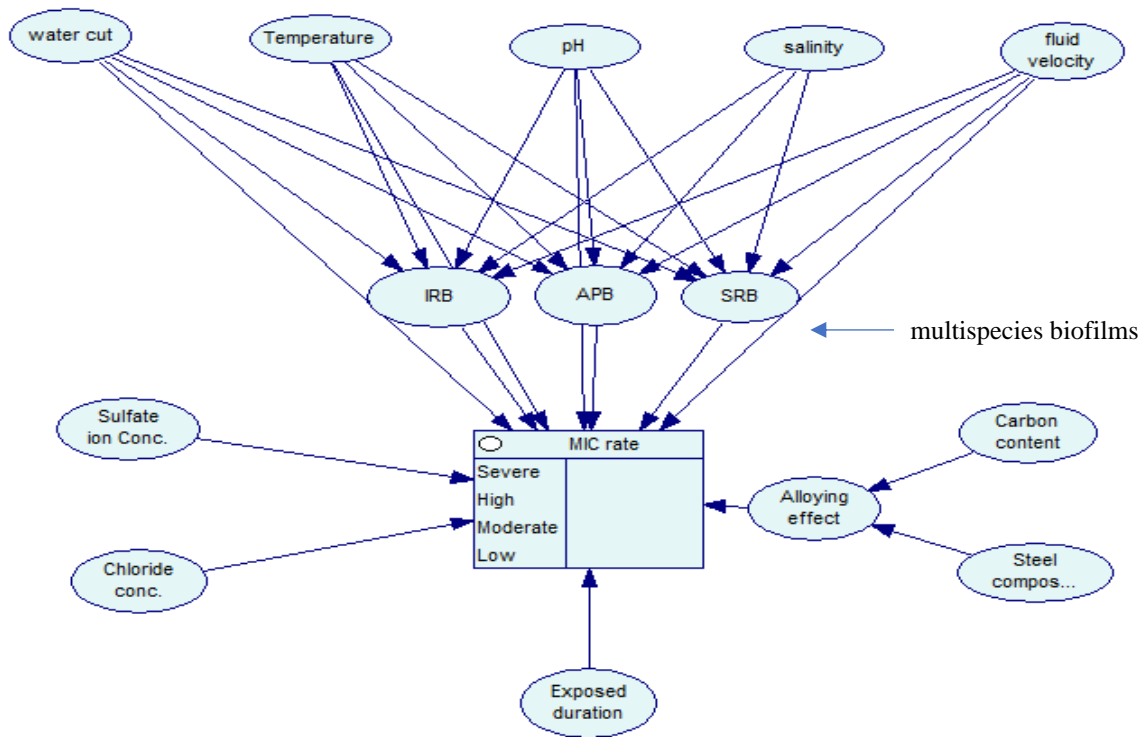 water cut
Temperature
pH
salinity
fluid
velocity
IRB
APB
SRB
multispecies biofilms
Sulfate
ion Conc.
MIC rate
Severe
High
Moderate
Low
Carbon
content
Alloying
effect
Chloride
conc.
Steel
compos...
Exposed
duration